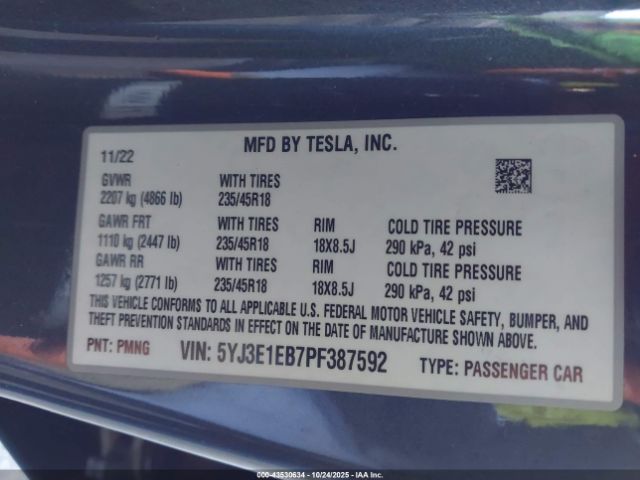 MFD BY TESLA, INC.
11/22
GVWR WITH TIRES
2207 kg (4866 lb) 235/45R18
GAWR FRT WITH TIRES RIM COLD TIRE PRESSURE
1110 kg (2447 lb) 235/45R18 18X8.5J 290 kPa, 42 psi
GAWR RR WITH TIRES RIM COLD TIRE PRESSURE
1257 kg (2771 lb) 235/45R18 18X8.5J 290 kPa, 42 psi
THIS VEHICLE CONFORMS TO ALL APPLICABLE U.S. FEDERAL MOTOR VEHICLE SAFETY, BUMPER, AND
THEFT PREVENTION STANDARDS IN EFFECT ON THE DATE OF MANUFACTURE SHOWN ABOVE.
PNT: PMNG VIN: 5YJ3E1EB7PF387592 TYPE: PASSENGER CAR
000-43530634 - 10/24/2025 - IAA Inc.